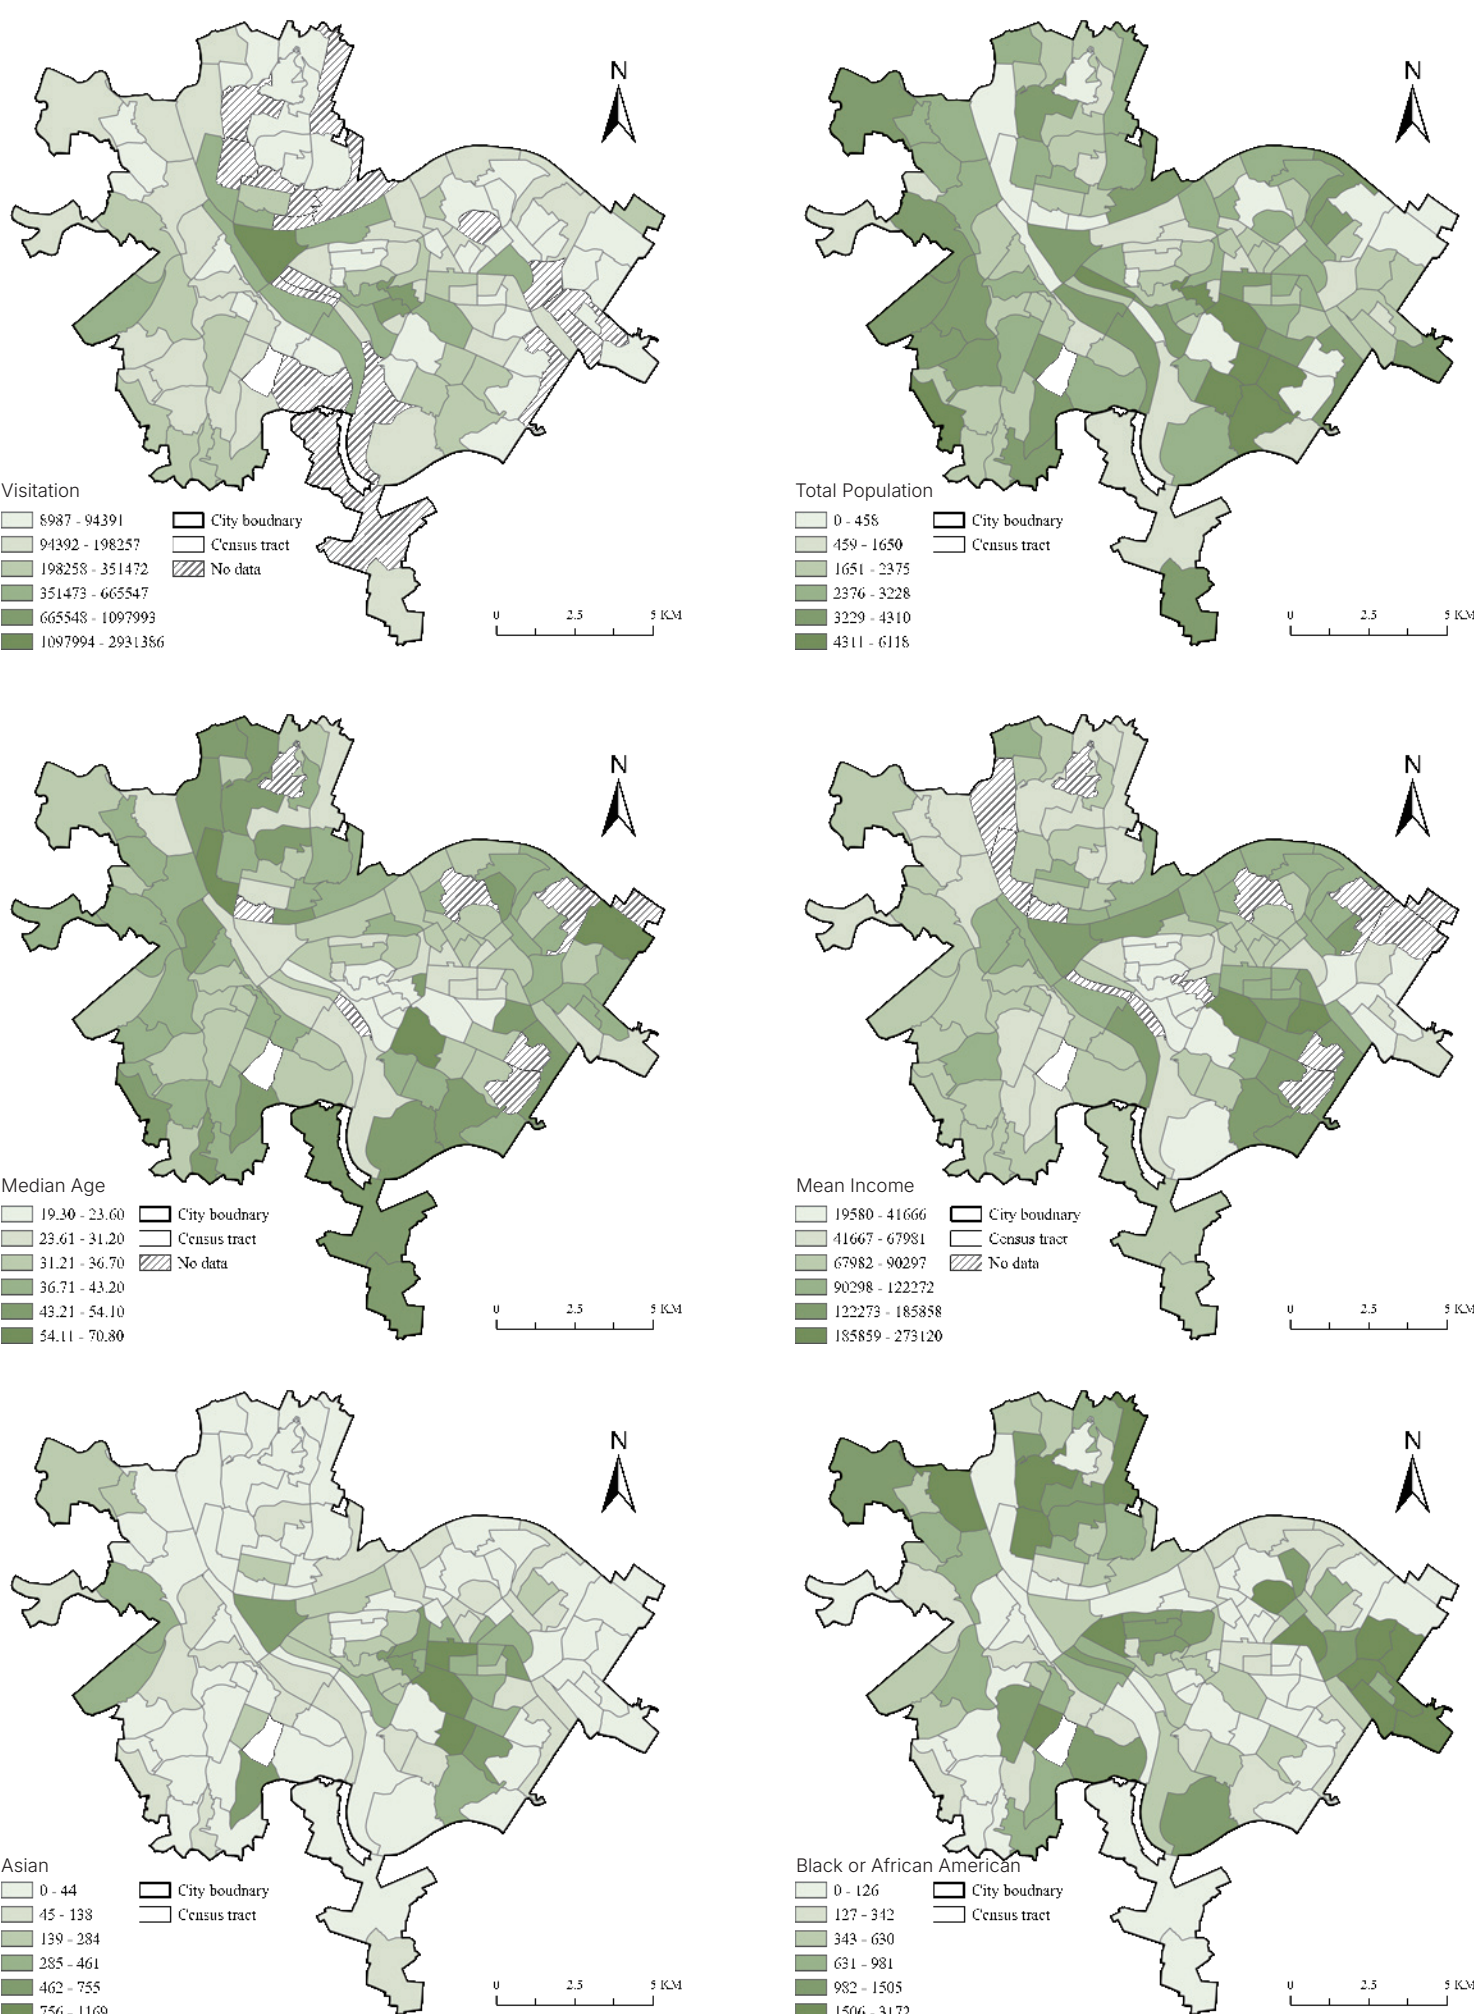 N
N
Visitation
8987 - 94391
94392 - 198257
198258 - 351472
351473 - 665547
665548 - 1097993
1097994 - 2931386
City boudnary
Census tract
No data
0 2.5 5 KM
Total Population
0 - 458
459 - 1650
1651 - 2375
2376 - 3228
3229 - 4310
4311 - 6118
City boudnary
Census tract
0 2.5 5 KM
N
N
Median Age
19.30 - 23.60
23.61 - 31.20
31.21 - 36.70
36.71 - 43.20
43.21 - 54.10
54.11 - 70.80
City boudnary
Census tract
No data
0 2.5 5 KM
Mean Income
19580 - 41666
41667 - 67981
67982 - 90297
90298 - 122272
122273 - 185858
185859 - 273120
City boudnary
Census tract
No data
0 2.5 5 KM
N
N
Asian
0 - 44
45 - 138
139 - 284
285 - 461
462 - 755
756 - 1169
City boudnary
Census tract
0 2.5 5 KM
Black or African American
0 - 126
127 - 342
343 - 630
631 - 981
982 - 1505
1506 - 3172
City boudnary
Census tract
0 2.5 5 KM